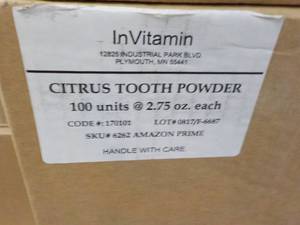 InVitamin
12825 INDUSTRIAL PARK BLVD
PLYMOUTH, MN 55441
CITRUS TOOTH POWDER
100 units @ 2.75 oz. each
CODE #: 170101 LOT# 0817/F-6687
SKU# 6262 AMAZON PRIME
HANDLE WITH CARE